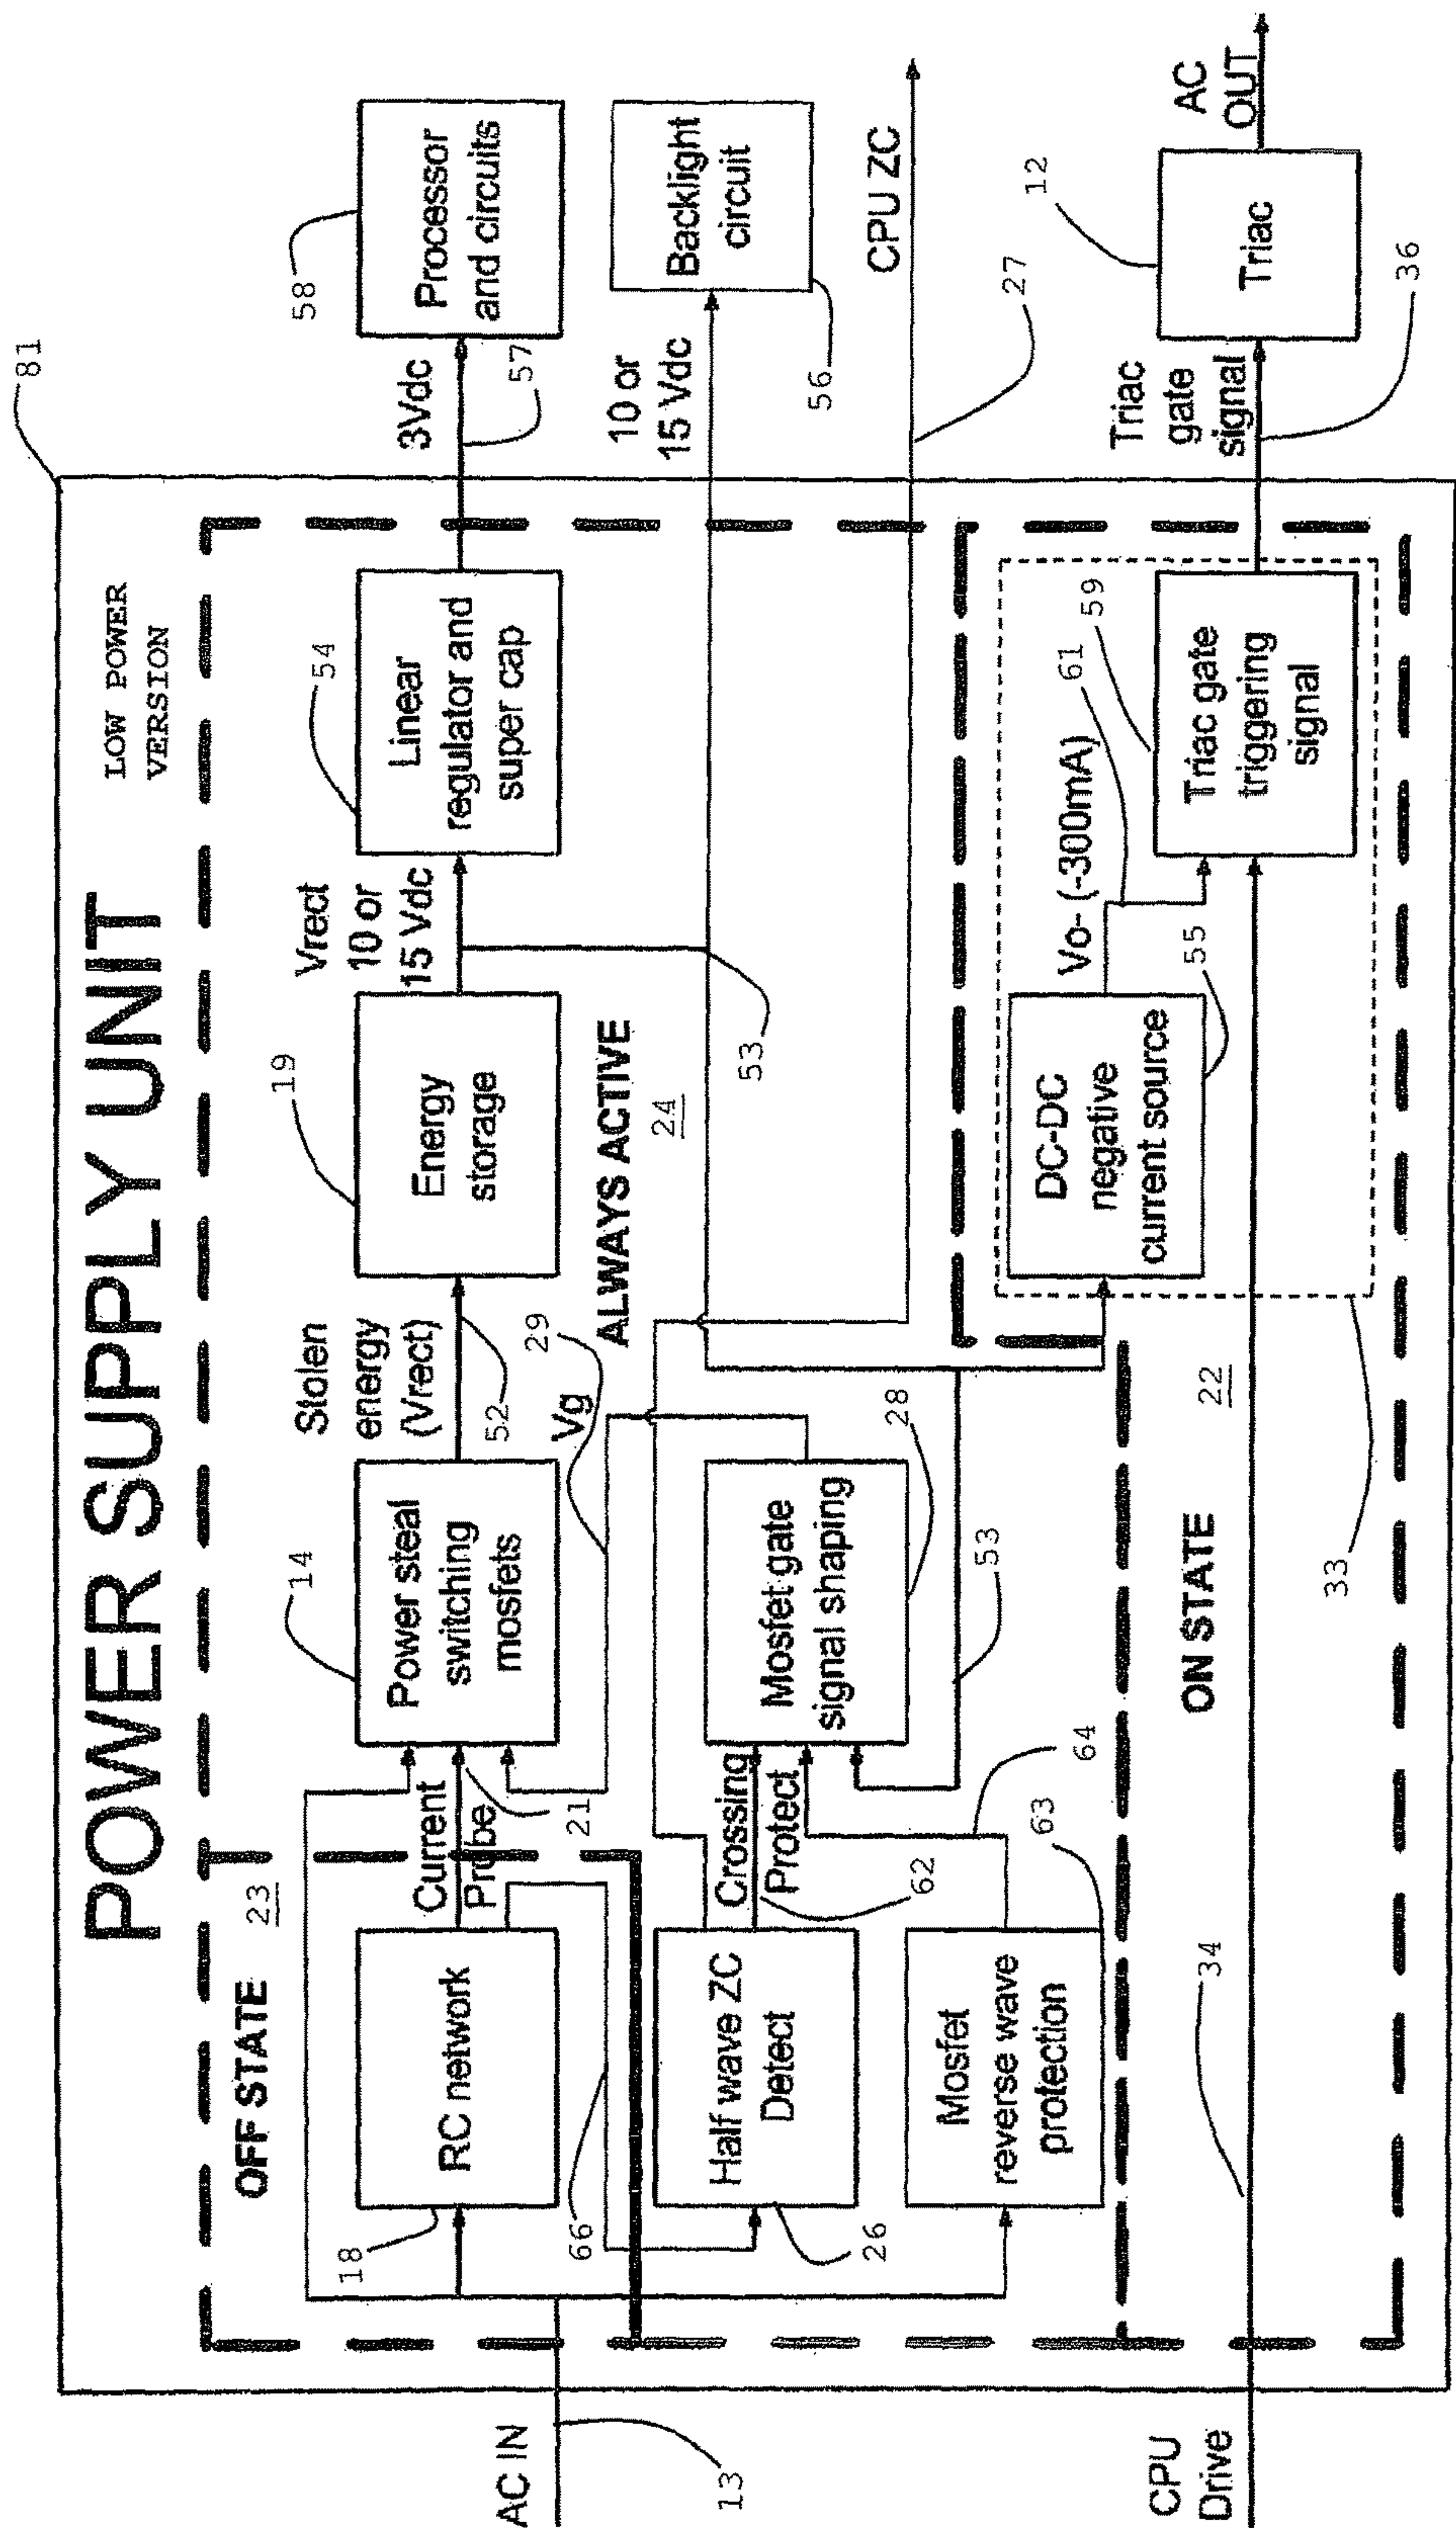 POWER SUPPLY UNIT
81
LOW POWER
VERSION
OFF STATE
23
AC IN
13
18
RC network
Current
Probe
21
14
Power steal
switching
mosfets
Stolen
energy
(Vrect)
52
29
Vg
19
Energy
storage
Vrect
10 or
15 Vdc
54
Linear
regulator and
super cap
3Vdc
57
58
Processor
and circuits
ALWAYS ACTIVE
24
53
10 or
15 Vdc
Backlight
circuit
56
66
Half wave ZC
Detect
26
Crossing
Protect
62
Mosfet gate
signal shaping
28
53
64
63
Mosfet
reverse wave
protection
CPU ZC
27
ON STATE
22
33
DC-DC
negative
current source
55
Vo- (-300mA)
61
59
Triac gate
triggering
signal
Triac
gate
signal
36
12
Triac
AC
OUT
CPU
Drive
34